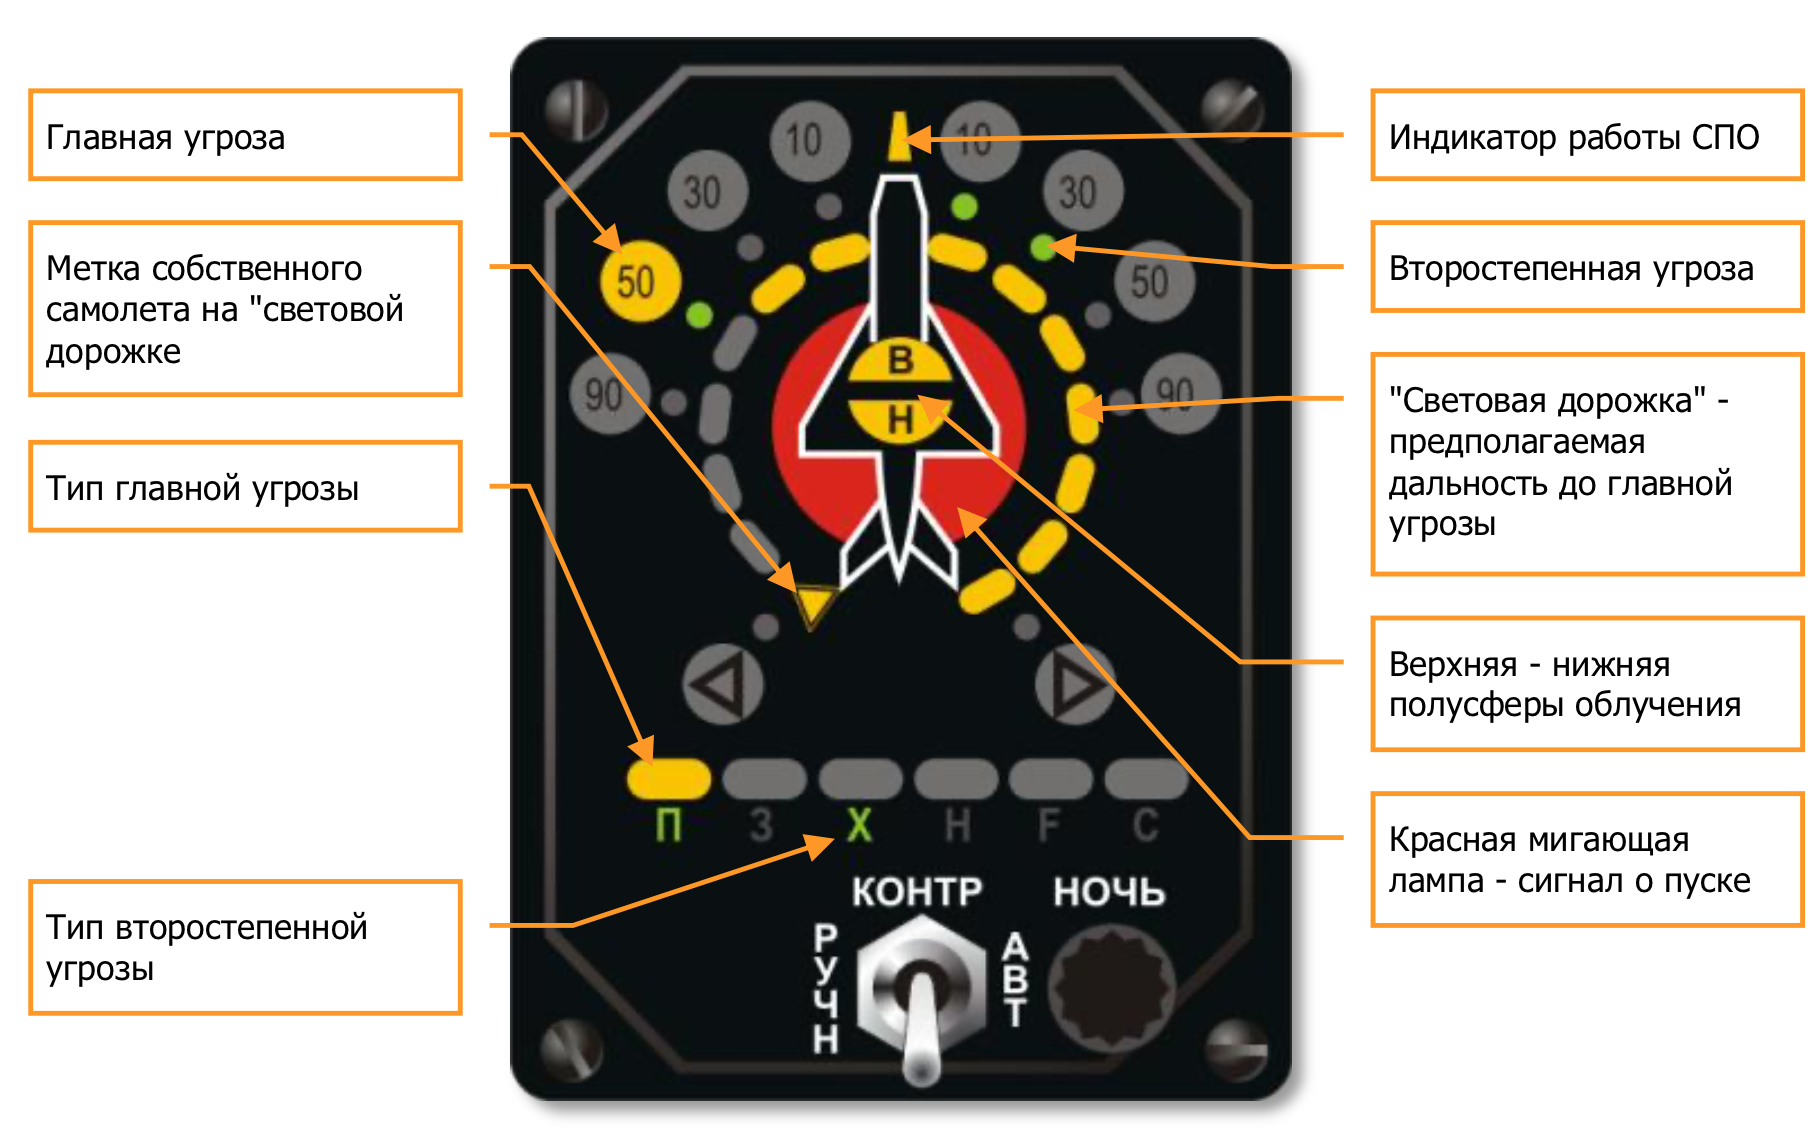 Главная угроза
Метка собственного
самолета на "световой
дорожке
Тип главной угрозы
Тип второстепенной
угрозы
10
10
30
30
50
50
90
90
В
Н
П З Х Н F С
КОНТР
НОЧЬ
РУЧН
АВТ
Индикатор работы СПО
Второстепенная угроза
"Световая дорожка" -
предполагаемая
дальность до главной
угрозы
Верхняя - нижняя
полусферы облучения
Красная мигающая
лампа - сигнал о пуске